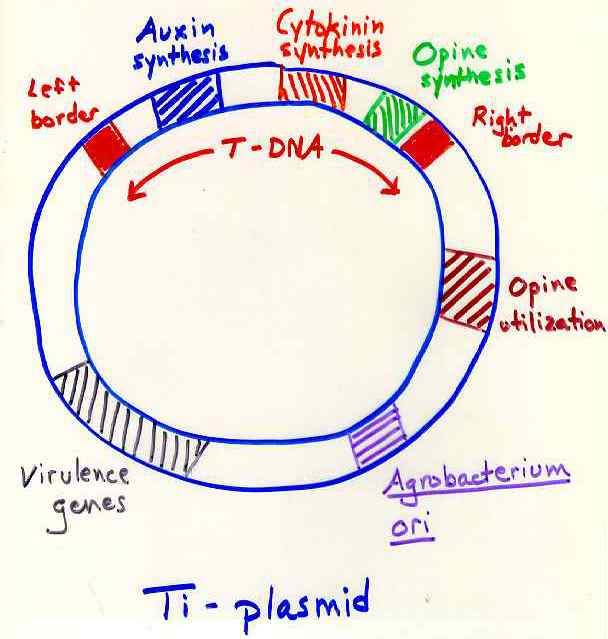 Auxin
synthesis
Cytokinin
synthesis
Opine
synthesis
Left
border
Right
border
T-DNA
Opine
utilization
Virulence
genes
Agrobacterium
ori
Ti-plasmid